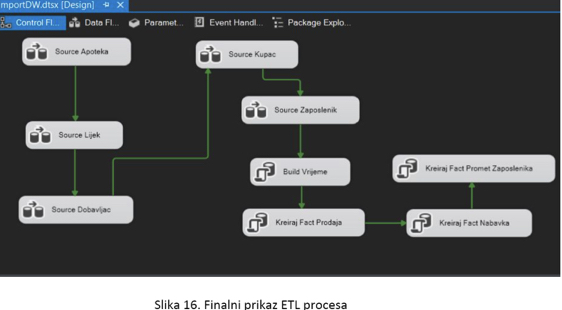 mportDW.dtsx [Design]
Control Fl... Data Fl... Paramet... Event Handl... Package Explo...
Source Apoteka
Source Lijek
Source Dobavljac
Source Kupac
Source Zaposlenik
Build Vrijeme
Kreiraj Fact Prodaja
Kreiraj Fact Nabavka
Kreiraj Fact Promet Zaposlenika
Slika 16. Finalni prikaz ETL procesa